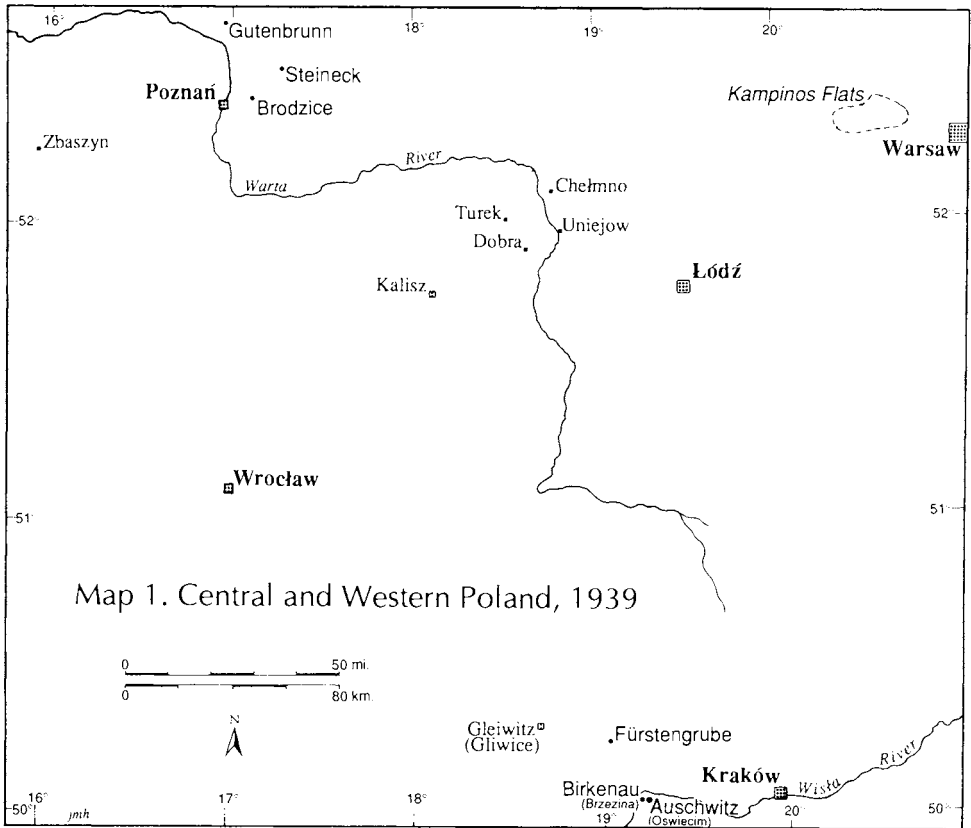 16°
18°
19°
20°
Gutenbrunn
Steineck
Poznań
Brodzice
Kampinos Flats
Zbaszyn
Warsaw
Warta
River
Chełmno
52
Turek
Uniejow
52°
Dobra
Łódź
Kalisz
Wrocław
51°
51°
Map 1. Central and Western Poland, 1939
0
50 mi.
0
80 km.
N
Gleiwitz
(Gliwice)
Fürstengrube
Kraków
Wisła
River
Birkenau
(Brzezina)
Auschwitz
(Oswiecim)
50°
16°
jmh
17°
18°
19°
20
50°